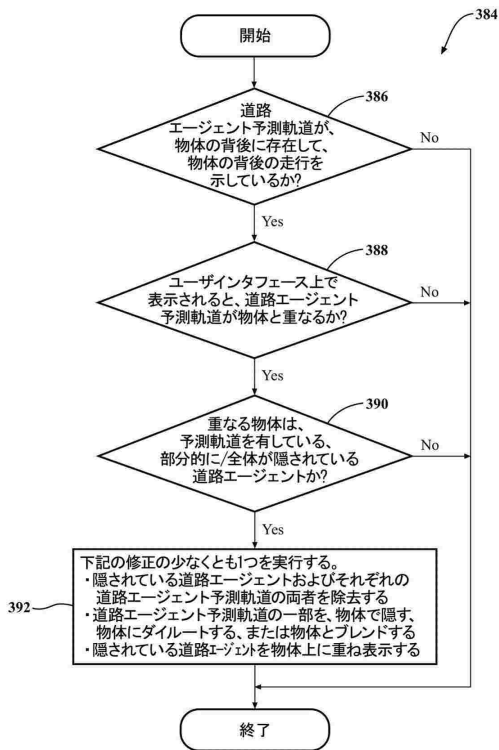 384
開始
386
道路
エージェント予測軌道が、
物体の背後に存在して、
物体の背後の走行を
示しているか?
No
Yes
388
ユーザインタフェース上で
表示されると、道路エージェント
予測軌道が物体と重なるか?
No
Yes
390
重なる物体は、
予測軌道を有している、
部分的に/全体が隠されている
道路エージェントか?
No
Yes
392
下記の修正の少なくとも1つを実行する。
・隠されている道路エージェントおよびそれぞれの
道路エージェント予測軌道の両者を除去する
・道路エージェント予測軌道の一部を、物体で隠す、
物体にダイルートする、または物体とブレンドする
・隠されている道路エージェントを物体上に重ね表示する
終了